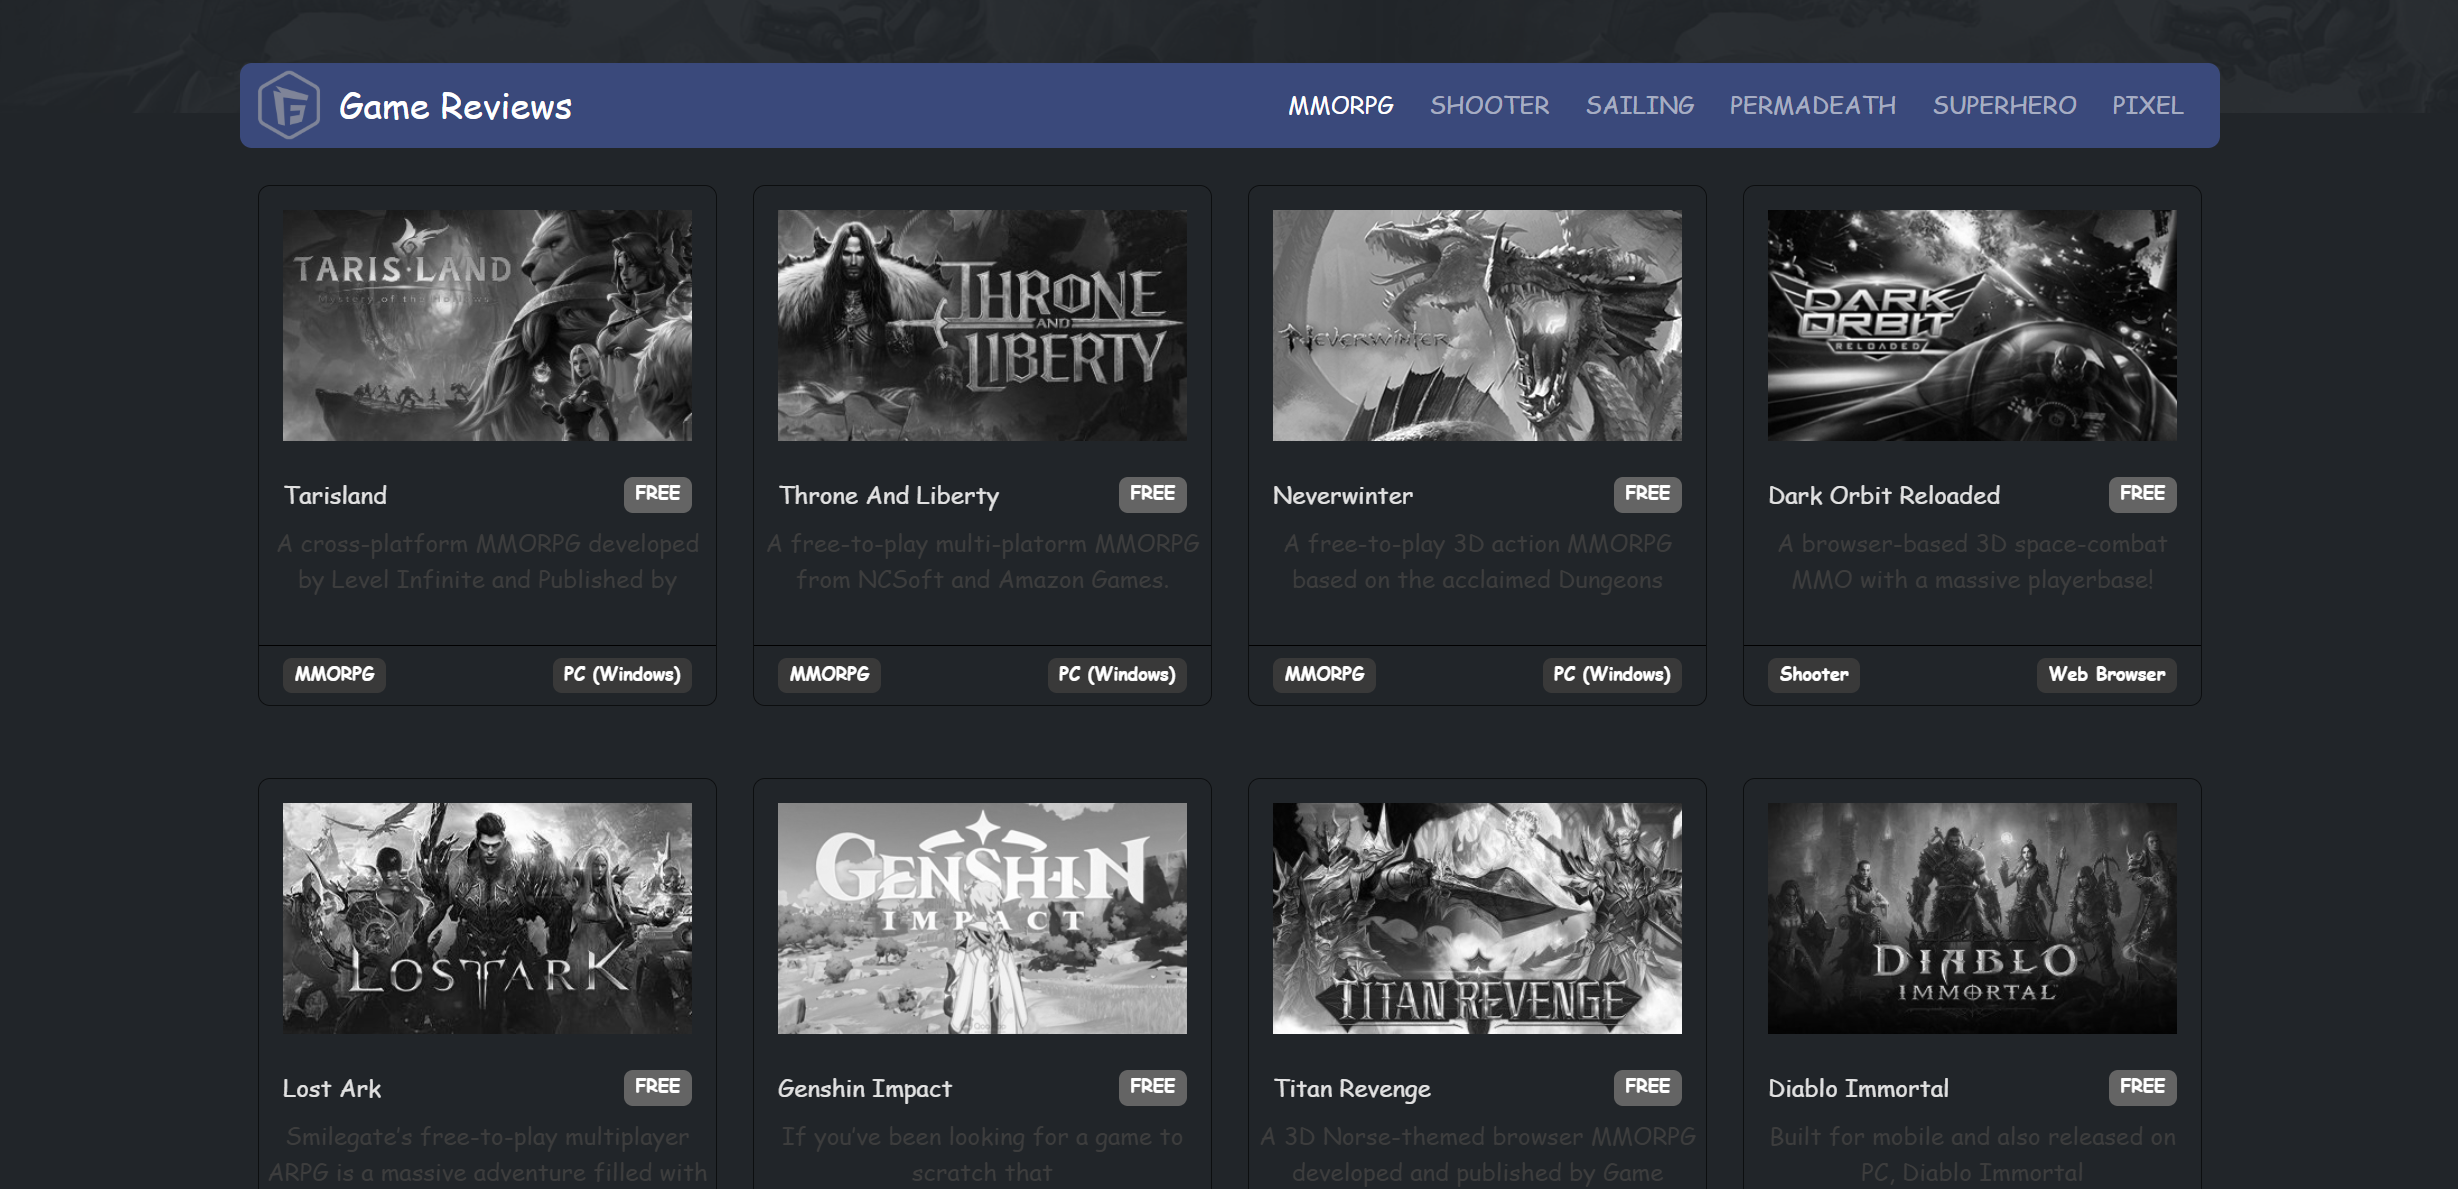 Game Reviews
MMORPG SHOOTER SAILING PERMADEATH SUPERHERO PIXEL
TARISLAND
Mystery of the Hollows
THRONE
AND
LIBERTY
NEVERWINTER
DARK
ORBIT
RELOADED
Tarisland FREE
A cross-platform MMORPG developed
by Level Infinite and Published by
MMORPG PC (Windows)
Throne And Liberty FREE
A free-to-play multi-platorm MMORPG
from NCSoft and Amazon Games.
MMORPG PC (Windows)
Neverwinter FREE
A free-to-play 3D action MMORPG
based on the acclaimed Dungeons
MMORPG PC (Windows)
Dark Orbit Reloaded FREE
A browser-based 3D space-combat
MMO with a massive playerbase!
Shooter Web Browser
LOST ARK
GENSHIN
IMPACT
TITAN REVENGE
DIABLO
IMMORTAL
Lost Ark FREE
Smilegate's free-to-play multiplayer
ARPG is a massive adventure filled with
Genshin Impact FREE
If you've been looking for a game to
scratch that
Titan Revenge FREE
A 3D Norse-themed browser MMORPG
developed and published by Game
Diablo Immortal FREE
Built for mobile and also released on
PC, Diablo Immortal